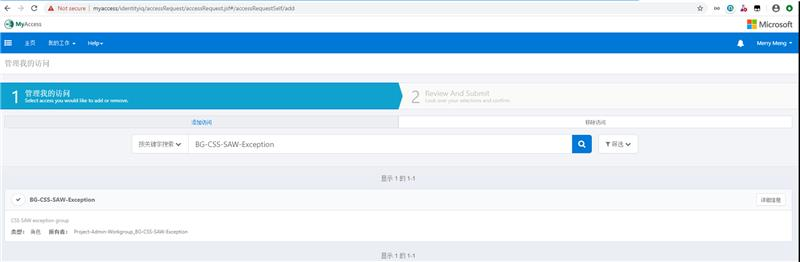 Not secure | myaccess/identityiq/accessRequest/accessRequest.jsf#/accessRequestSelf/add
MyAccess
Microsoft
主页 我的工作 Help
Merry Meng
管理我的访问
1 管理我的访问
Select access you would like to add or remove.
2 Review And Submit
Look over your selections and confirm.
添加访问 移除访问
按关键字搜索 BG-CSS-SAW-Exception 筛选
显示 1 的 1-1
BG-CSS-SAW-Exception 详细信息
CSS SAW exception group
类型： 角色 拥有者： Project-Admin-Workgroup_BG-CSS-SAW-Exception
显示 1 的 1-1